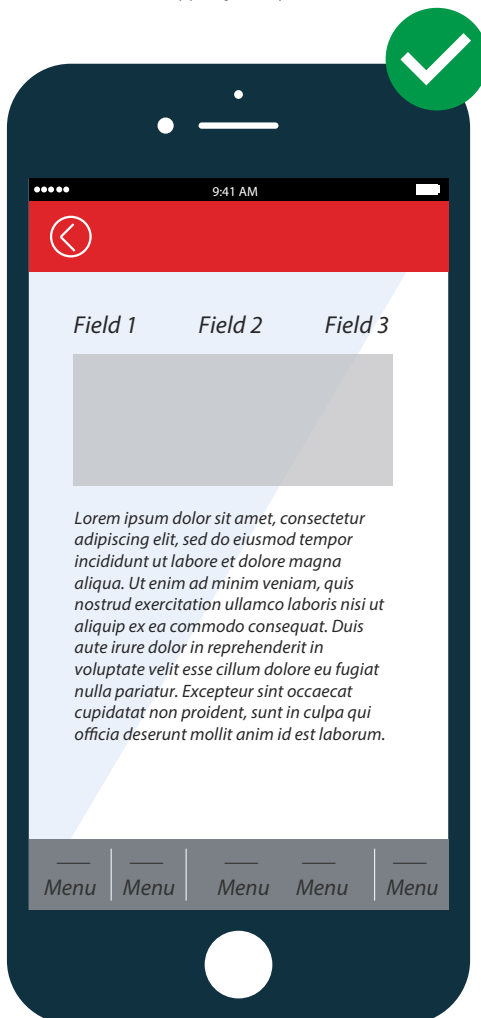 9:41 AM
Field 1 Field 2 Field 3
Lorem ipsum dolor sit amet, consectetur
adipiscing elit, sed do eiusmod tempor
incididunt ut labore et dolore magna
aliqua. Ut enim ad minim veniam, quis
nostrud exercitation ullamco laboris nisi ut
aliquip ex ea commodo consequat. Duis
aute irure dolor in reprehenderit in
voluptate velit esse cillum dolore eu fugiat
nulla pariatur. Excepteur sint occaecat
cupidatat non proident, sunt in culpa qui
officia deserunt mollit anim id est laborum.
Menu Menu Menu Menu Menu